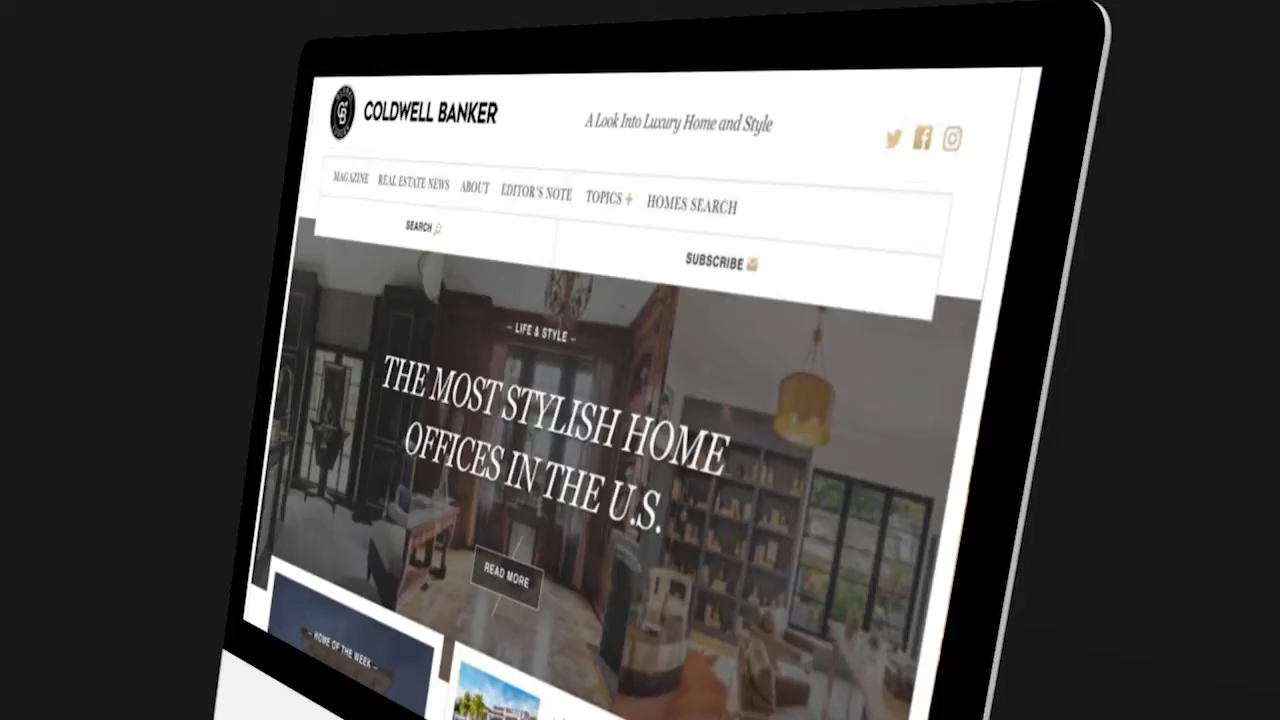 CB
COLDWELL BANKER
A Look Into Luxury Home and Style
MAGAZINE REAL ESTATE NEWS ABOUT EDITOR'S NOTE TOPICS + HOMES SEARCH
SEARCH
SUBSCRIBE
– LIFE & STYLE –
THE MOST STYLISH HOME
OFFICES IN THE U.S.
READ MORE
– HOME OF THE WEEK –